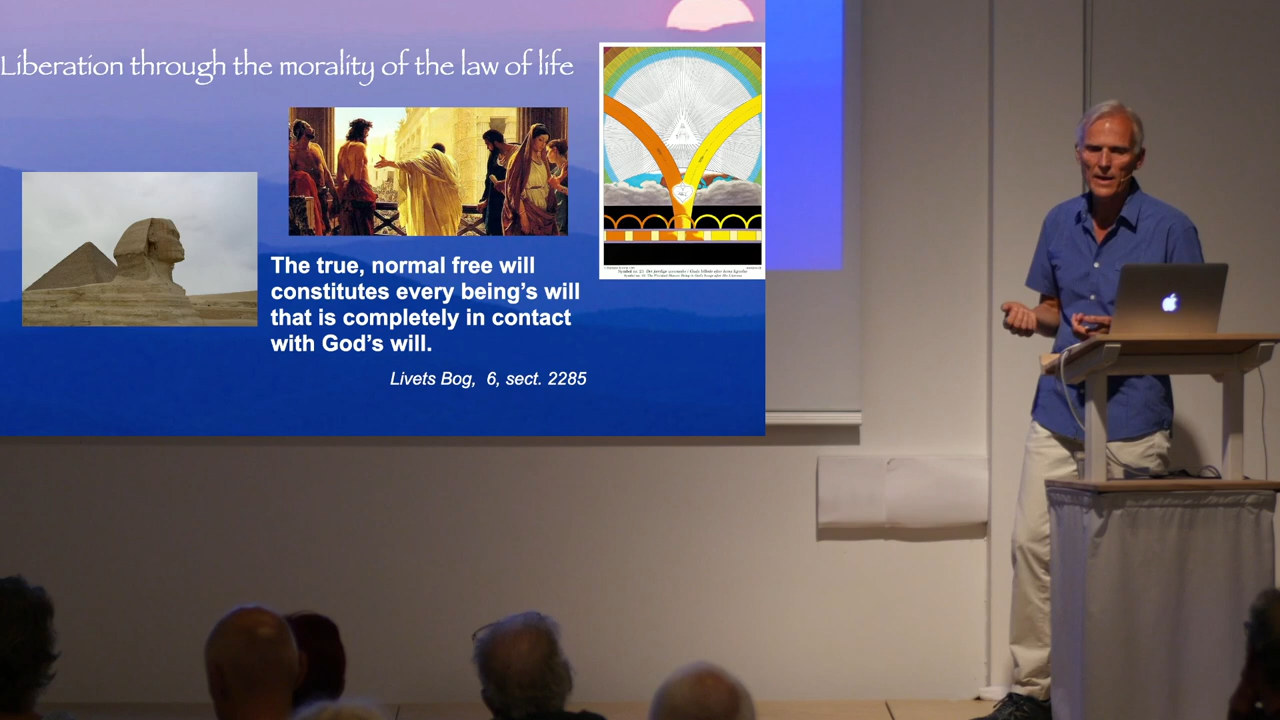 Liberation through the morality of the law of life
The true, normal free will
constitutes every being’s will
that is completely in contact
with God’s will.
Livets Bog, 6, sect. 2285